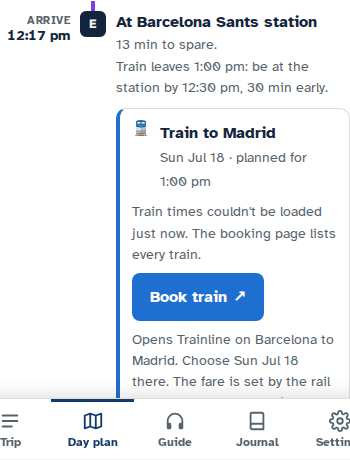 ARRIVE
12:17 pm
E
At Barcelona Sants station
13 min to spare.
Train leaves 1:00 pm: be at the
station by 12:30 pm, 30 min early.
Train to Madrid
Sun Jul 18 · planned for
1:00 pm
Train times couldn't be loaded
just now. The booking page lists
every train.
Book train ↗
Opens Trainline on Barcelona to
Madrid. Choose Sun Jul 18
there. The fare is set by the rail
Trip
Day plan
Guide
Journal
Settin